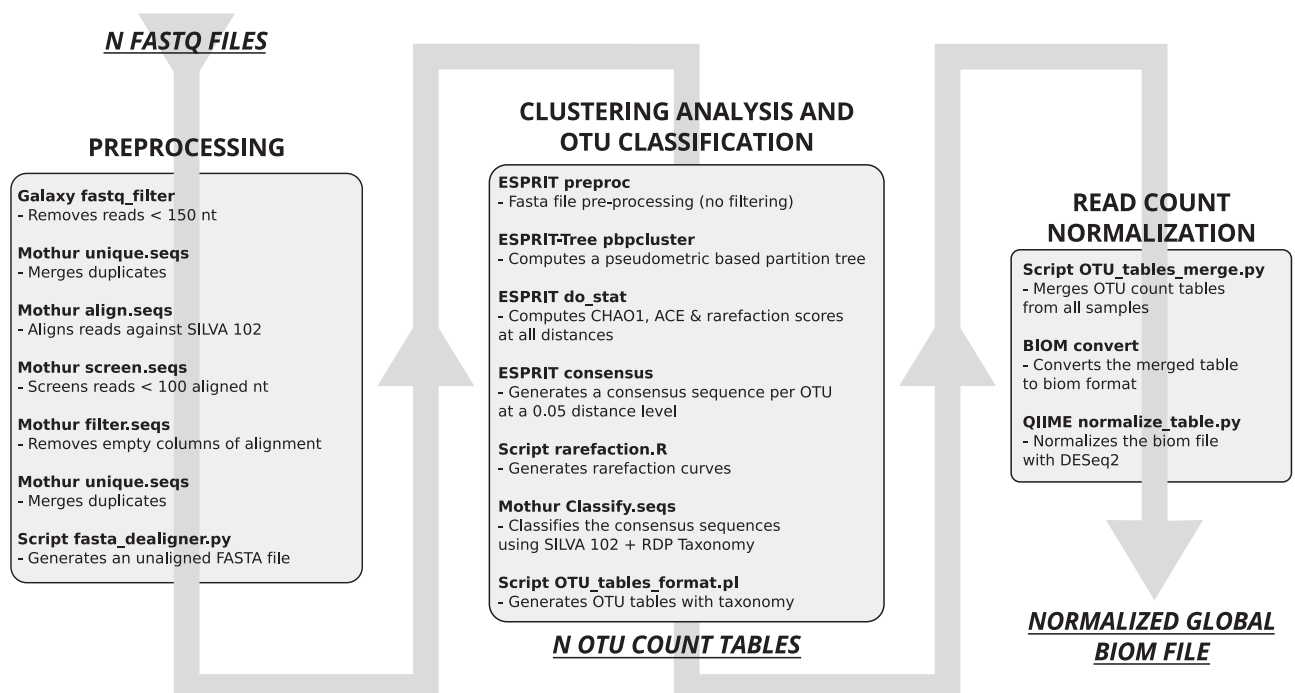 N FASTQ FILES
PREPROCESSING
Galaxy fastq_filter
- Removes reads < 150 nt
Mothur unique.seqs
- Merges duplicates
Mothur align.seqs
- Aligns reads against SILVA 102
Mothur screen.seqs
- Screens reads < 100 aligned nt
Mothur filter.seqs
- Removes empty columns of alignment
Mothur unique.seqs
- Merges duplicates
Script fasta_dealigner.py
- Generates an unaligned FASTA file
CLUSTERING ANALYSIS AND
OTU CLASSIFICATION
ESPRIT preproc
- Fasta file pre-processing (no filtering)
ESPRIT-Tree pbpcluster
- Computes a pseudometric based partition tree
ESPRIT do_stat
- Computes CHAO1, ACE & rarefaction scores
at all distances
ESPRIT consensus
- Generates a consensus sequence per OTU
at a 0.05 distance level
Script rarefaction.R
- Generates rarefaction curves
Mothur Classify.seqs
- Classifies the consensus sequences
using SILVA 102 + RDP Taxonomy
Script OTU_tables_format.pl
- Generates OTU tables with taxonomy
N OTU COUNT TABLES
READ COUNT
NORMALIZATION
Script OTU_tables_merge.py
- Merges OTU count tables
from all samples
BIOM convert
- Converts the merged table
to biom format
QIIME normalize_table.py
- Normalizes the biom file
with DESeq2
NORMALIZED GLOBAL
BIOM FILE